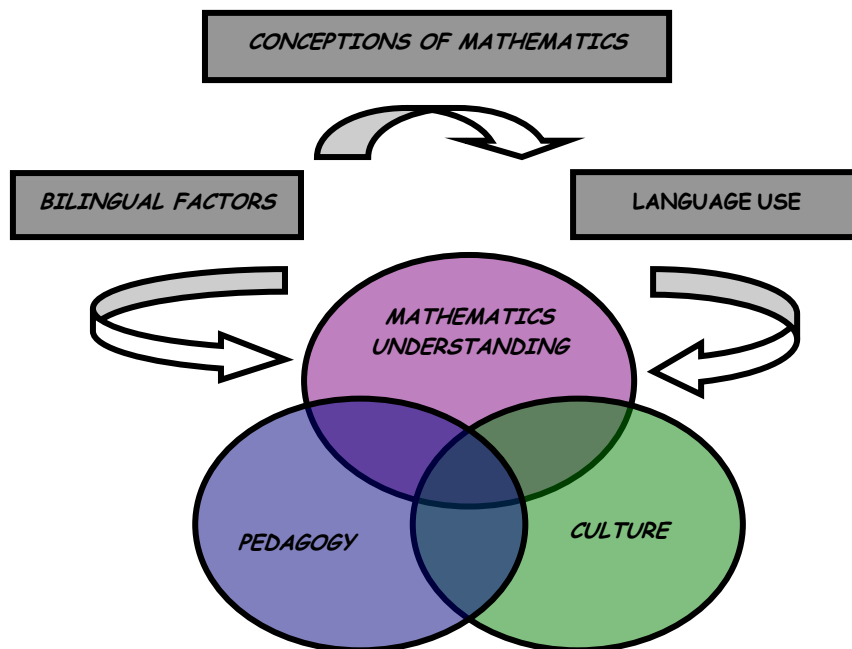 CONCEPTIONS OF MATHEMATICS
BILINGUAL FACTORS
LANGUAGE USE
MATHEMATICS
UNDERSTANDING
PEDAGOGY
CULTURE